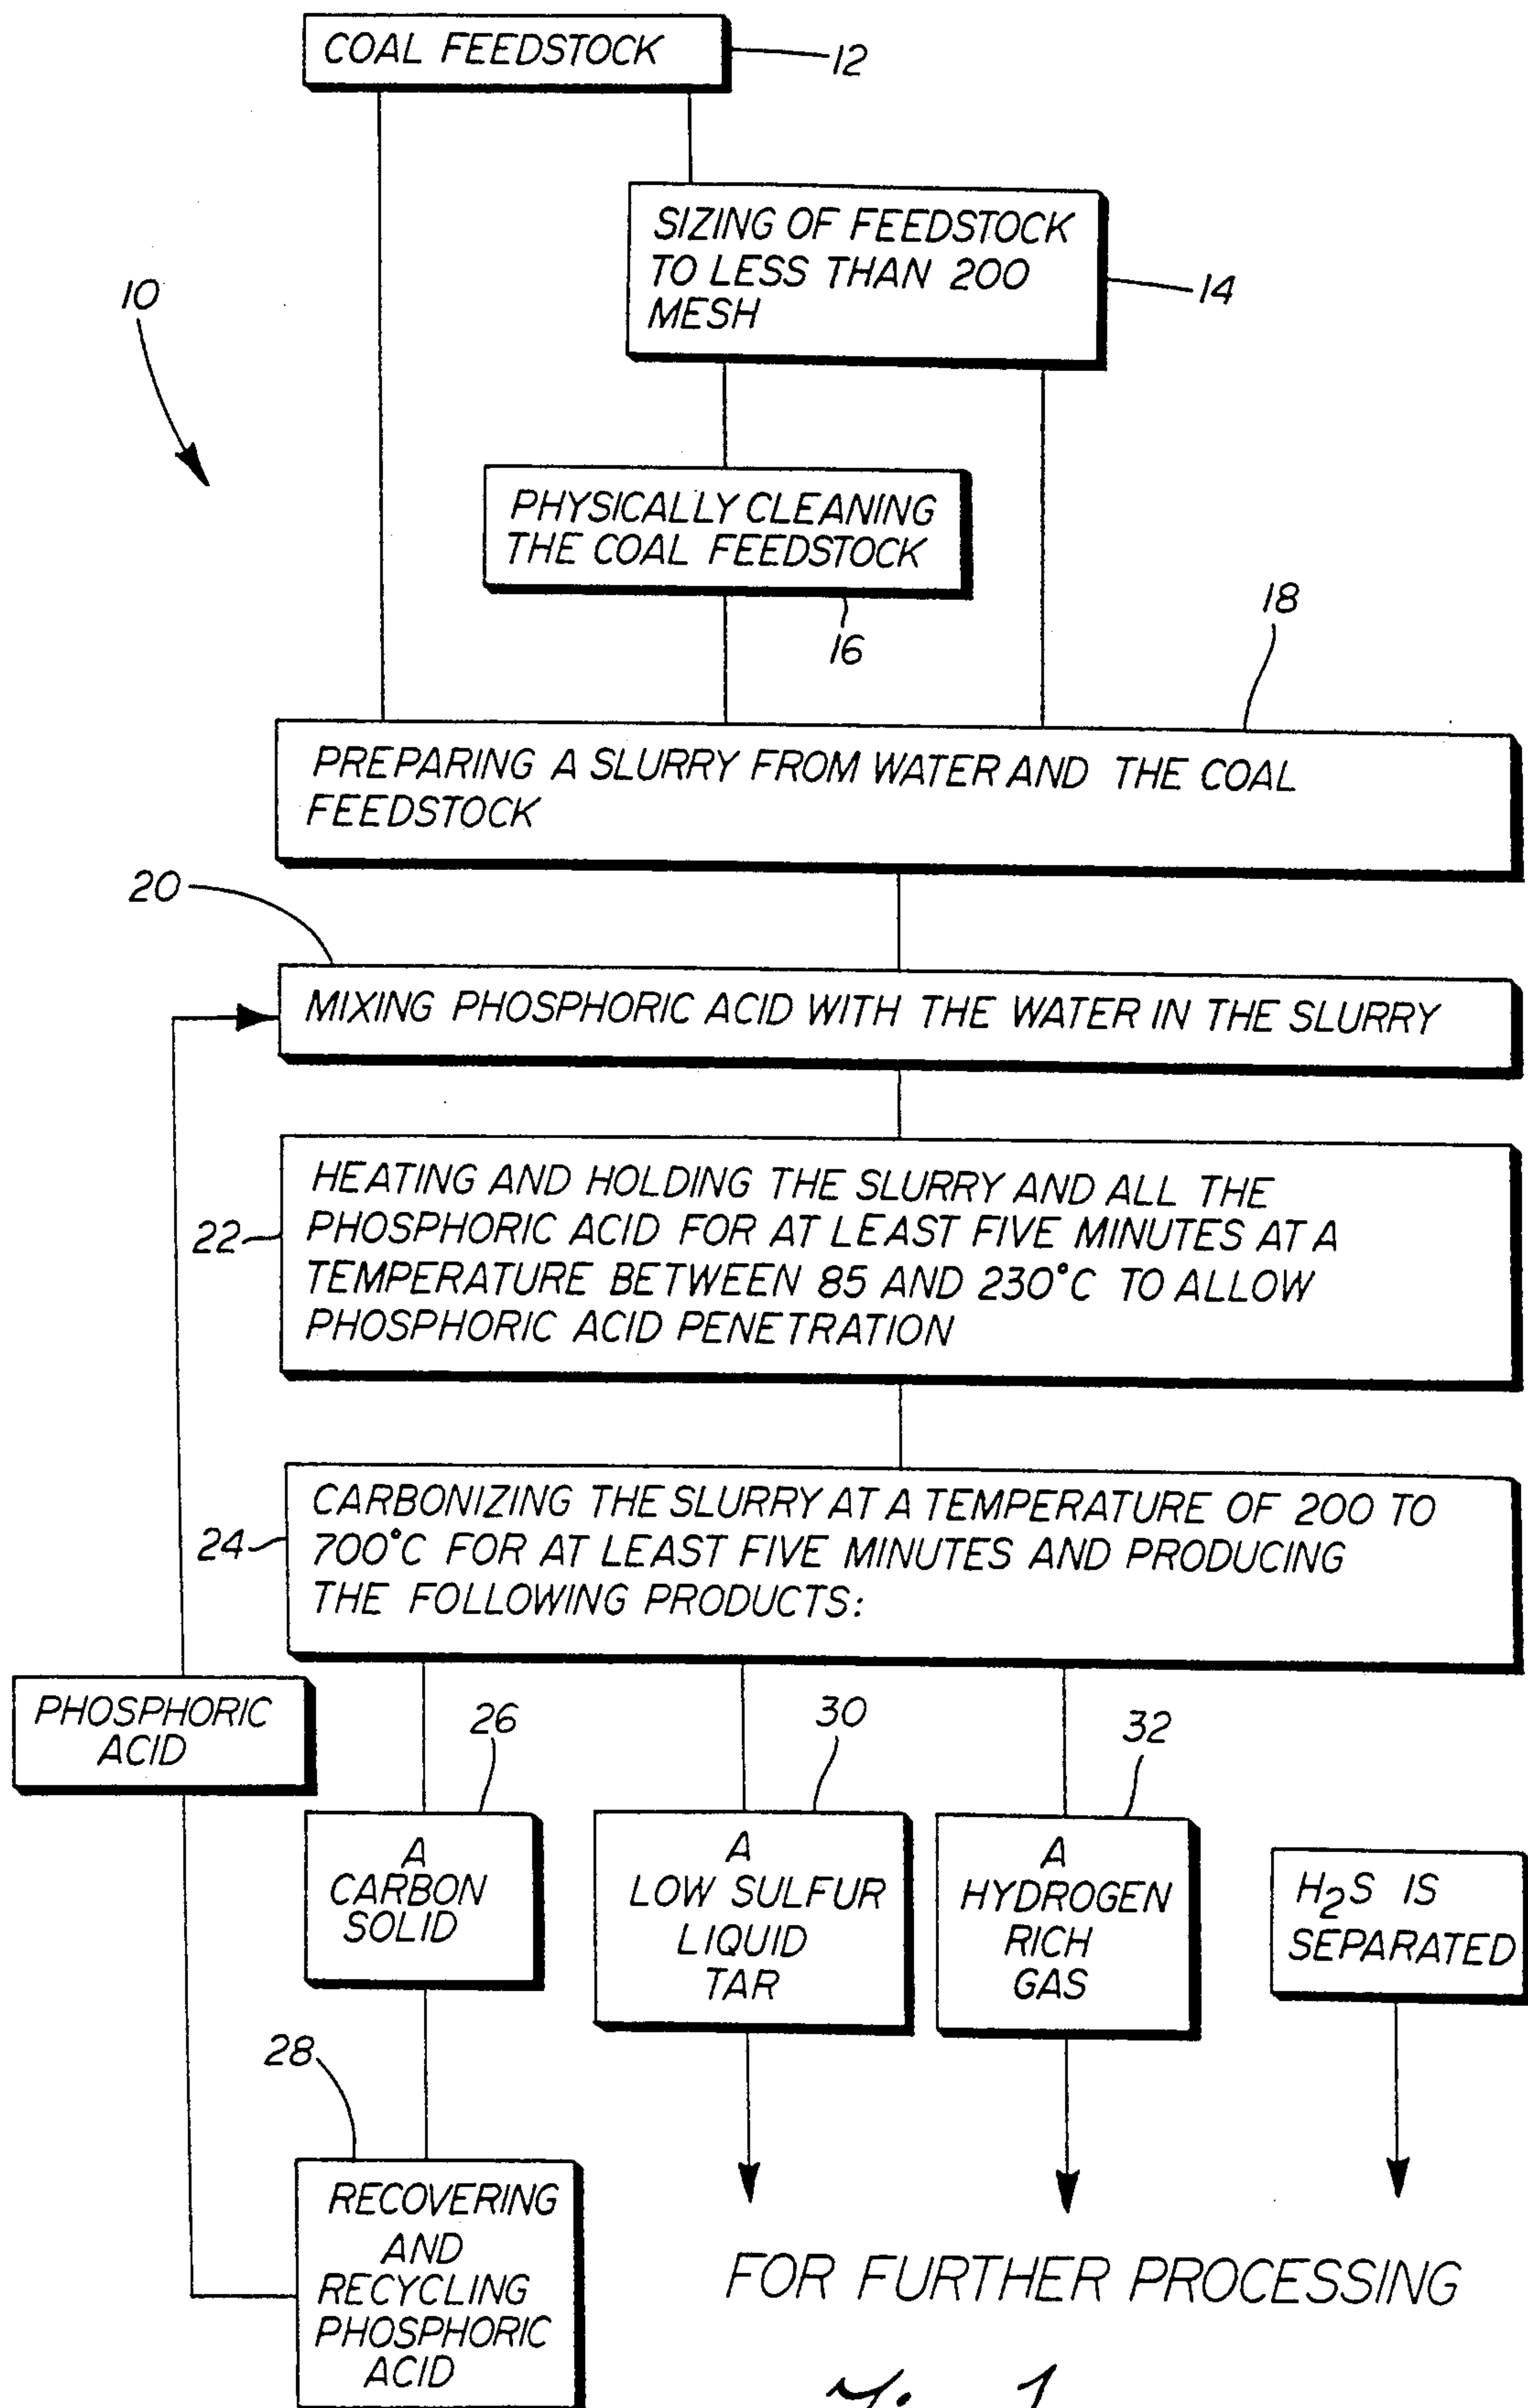 COAL FEEDSTOCK
12
SIZING OF FEEDSTOCK
TO LESS THAN 200
MESH
14
10
PHYSICALLY CLEANING
THE COAL FEEDSTOCK
16
18
PREPARING A SLURRY FROM WATER AND THE COAL
FEEDSTOCK
20
MIXING PHOSPHORIC ACID WITH THE WATER IN THE SLURRY
22
HEATING AND HOLDING THE SLURRY AND ALL THE
PHOSPHORIC ACID FOR AT LEAST FIVE MINUTES AT A
TEMPERATURE BETWEEN 85 AND 230°C TO ALLOW
PHOSPHORIC ACID PENETRATION
24
CARBONIZING THE SLURRY AT A TEMPERATURE OF 200 TO
700°C FOR AT LEAST FIVE MINUTES AND PRODUCING
THE FOLLOWING PRODUCTS:
PHOSPHORIC
ACID
26
30
32
A
CARBON
SOLID
A
LOW SULFUR
LIQUID
TAR
A
HYDROGEN
RICH
GAS
H₂S IS
SEPARATED
28
RECOVERING
AND
RECYCLING
PHOSPHORIC
ACID
FOR FURTHER PROCESSING